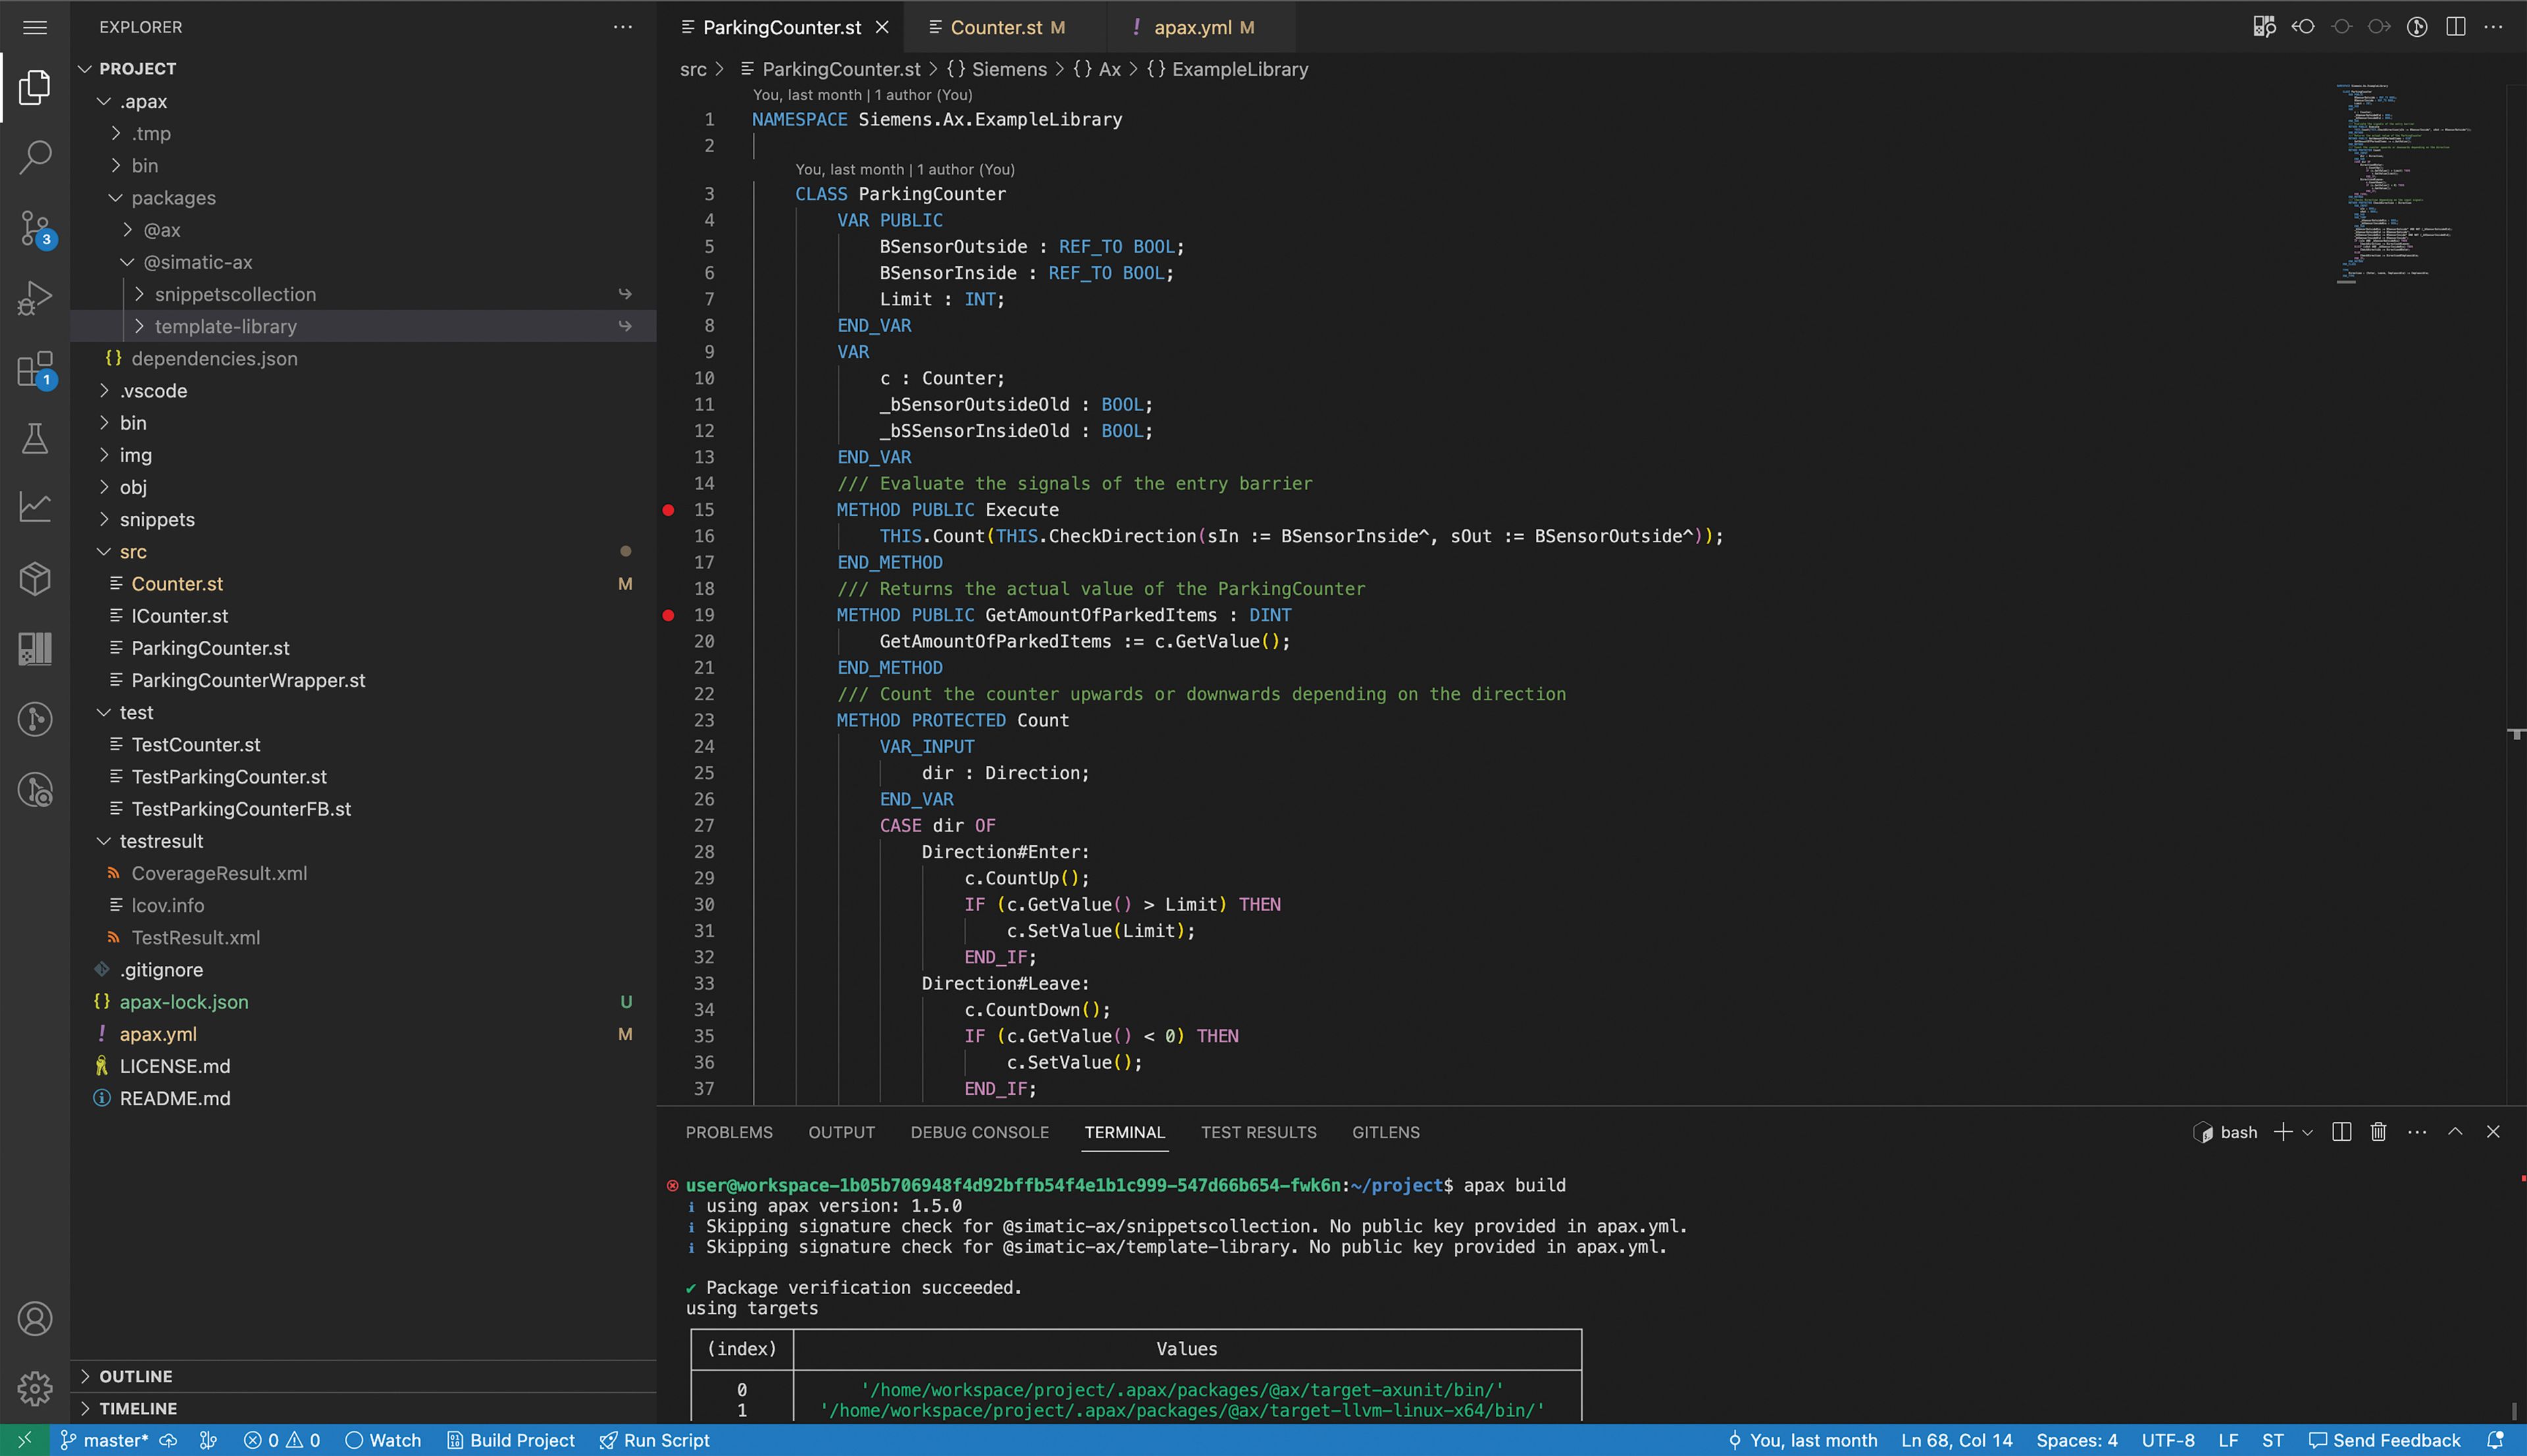 EXPLORER
PROJECT
.apax
.tmp
bin
packages
@ax
@simatic-ax
snippetscollection
template-library
dependencies.json
.vscode
bin
img
obj
snippets
src
Counter.st M
ICounter.st
ParkingCounter.st
ParkingCounterWrapper.st
test
TestCounter.st
TestParkingCounter.st
TestParkingCounterFB.st
testresult
CoverageResult.xml
lcov.info
TestResult.xml
.gitignore
apax-lock.json U
apax.yml M
LICENSE.md
README.md
OUTLINE
TIMELINE
3
1
ParkingCounter.st Counter.st M ! apax.yml M
src > ParkingCounter.st > {} Siemens > {} Ax > {} ExampleLibrary
You, last month | 1 author (You)
1 NAMESPACE Siemens.Ax.ExampleLibrary
2
You, last month | 1 author (You)
3 CLASS ParkingCounter
4 VAR PUBLIC
5 BSensorOutside : REF_TO BOOL;
6 BSensorInside : REF_TO BOOL;
7 Limit : INT;
8 END_VAR
9 VAR
10 c : Counter;
11 _bSensorOutsideOld : BOOL;
12 _bSSensorInsideOld : BOOL;
13 END_VAR
14 /// Evaluate the signals of the entry barrier
15 METHOD PUBLIC Execute
16 THIS.Count(THIS.CheckDirection(sIn := BSensorInside^, sOut := BSensorOutside^));
17 END_METHOD
18 /// Returns the actual value of the ParkingCounter
19 METHOD PUBLIC GetAmountOfParkedItems : DINT
20 GetAmountOfParkedItems := c.GetValue();
21 END_METHOD
22 /// Count the counter upwards or downwards depending on the direction
23 METHOD PROTECTED Count
24 VAR_INPUT
25 dir : Direction;
26 END_VAR
27 CASE dir OF
28 Direction#Enter:
29 c.CountUp();
30 IF (c.GetValue() > Limit) THEN
31 c.SetValue(Limit);
32 END_IF;
33 Direction#Leave:
34 c.CountDown();
35 IF (c.GetValue() < 0) THEN
36 c.SetValue();
37 END_IF;
PROBLEMS OUTPUT DEBUG CONSOLE TERMINAL TEST RESULTS GITLENS bash
user@workspace-1b05b706948f4d92bffb54f4e1b1c999-547d66b654-fwk6n:~/project$ apax build
i using apax version: 1.5.0
i Skipping signature check for @simatic-ax/snippetscollection. No public key provided in apax.yml.
i Skipping signature check for @simatic-ax/template-library. No public key provided in apax.yml.
✔ Package verification succeeded.
using targets
(index) Values
0 '/home/workspace/project/.apax/packages/@ax/target-axunit/bin/'
1 '/home/workspace/project/.apax/packages/@ax/target-llvm-linux-x64/bin/'
master* 0 0 Watch Build Project Run Script You, last month Ln 68, Col 14 Spaces: 4 UTF-8 LF ST Send Feedback